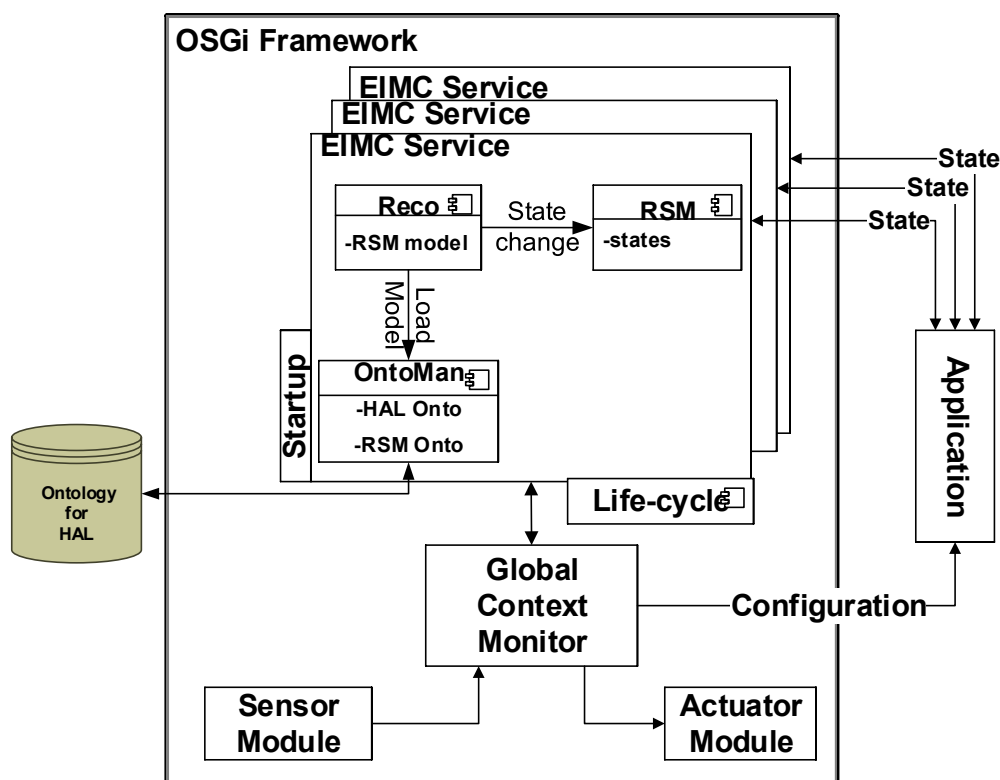 OSGi Framework
EIMC Service
EIMC Service
EIMC Service
State
State
State
Reco
-RSM model
State
change
RSM
-states
Load
Model
Startup
OntoMan
-HAL Onto
-RSM Onto
Application
Ontology
for
HAL
Life-cycle
Global
Context
Monitor
Configuration
Sensor
Module
Actuator
Module